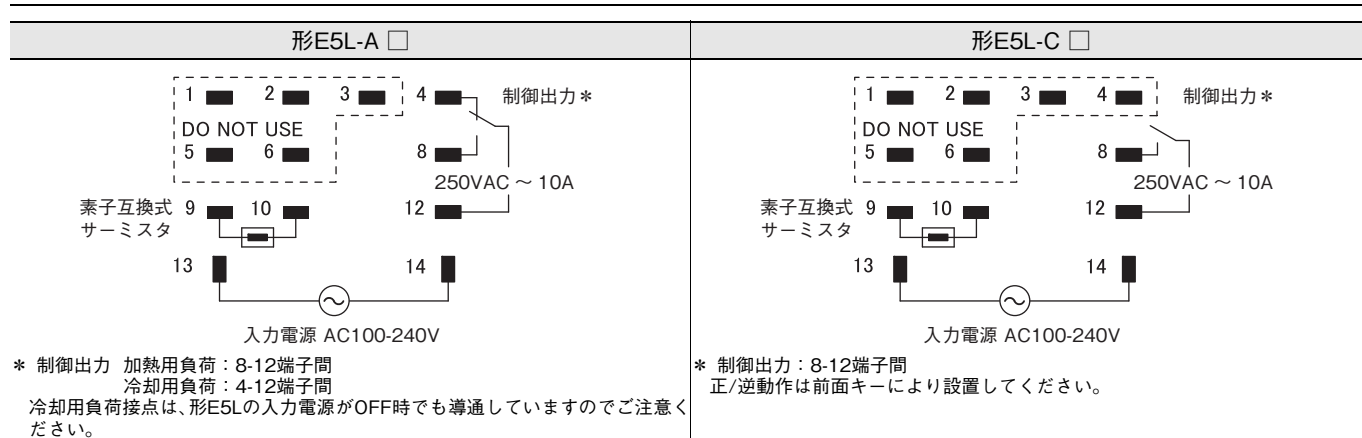 形E5L-A □
1 2 3 4 制御出力＊
DO NOT USE
5 6 8
250VAC ～ 10A
素子互換式 9 10 12
サーミスタ
13 14
入力電源 AC100-240V
＊ 制御出力 加熱用負荷：8-12端子間
冷却用負荷：4-12端子間
冷却用負荷接点は、形E5Lの入力電源がOFF時でも導通していますのでご注意く
ださい。
形E5L-C □
1 2 3 4 制御出力＊
DO NOT USE
5 6 8
250VAC ～ 10A
素子互換式 9 10 12
サーミスタ
13 14
入力電源 AC100-240V
＊ 制御出力：8-12端子間
正/逆動作は前面キーにより設置してください。